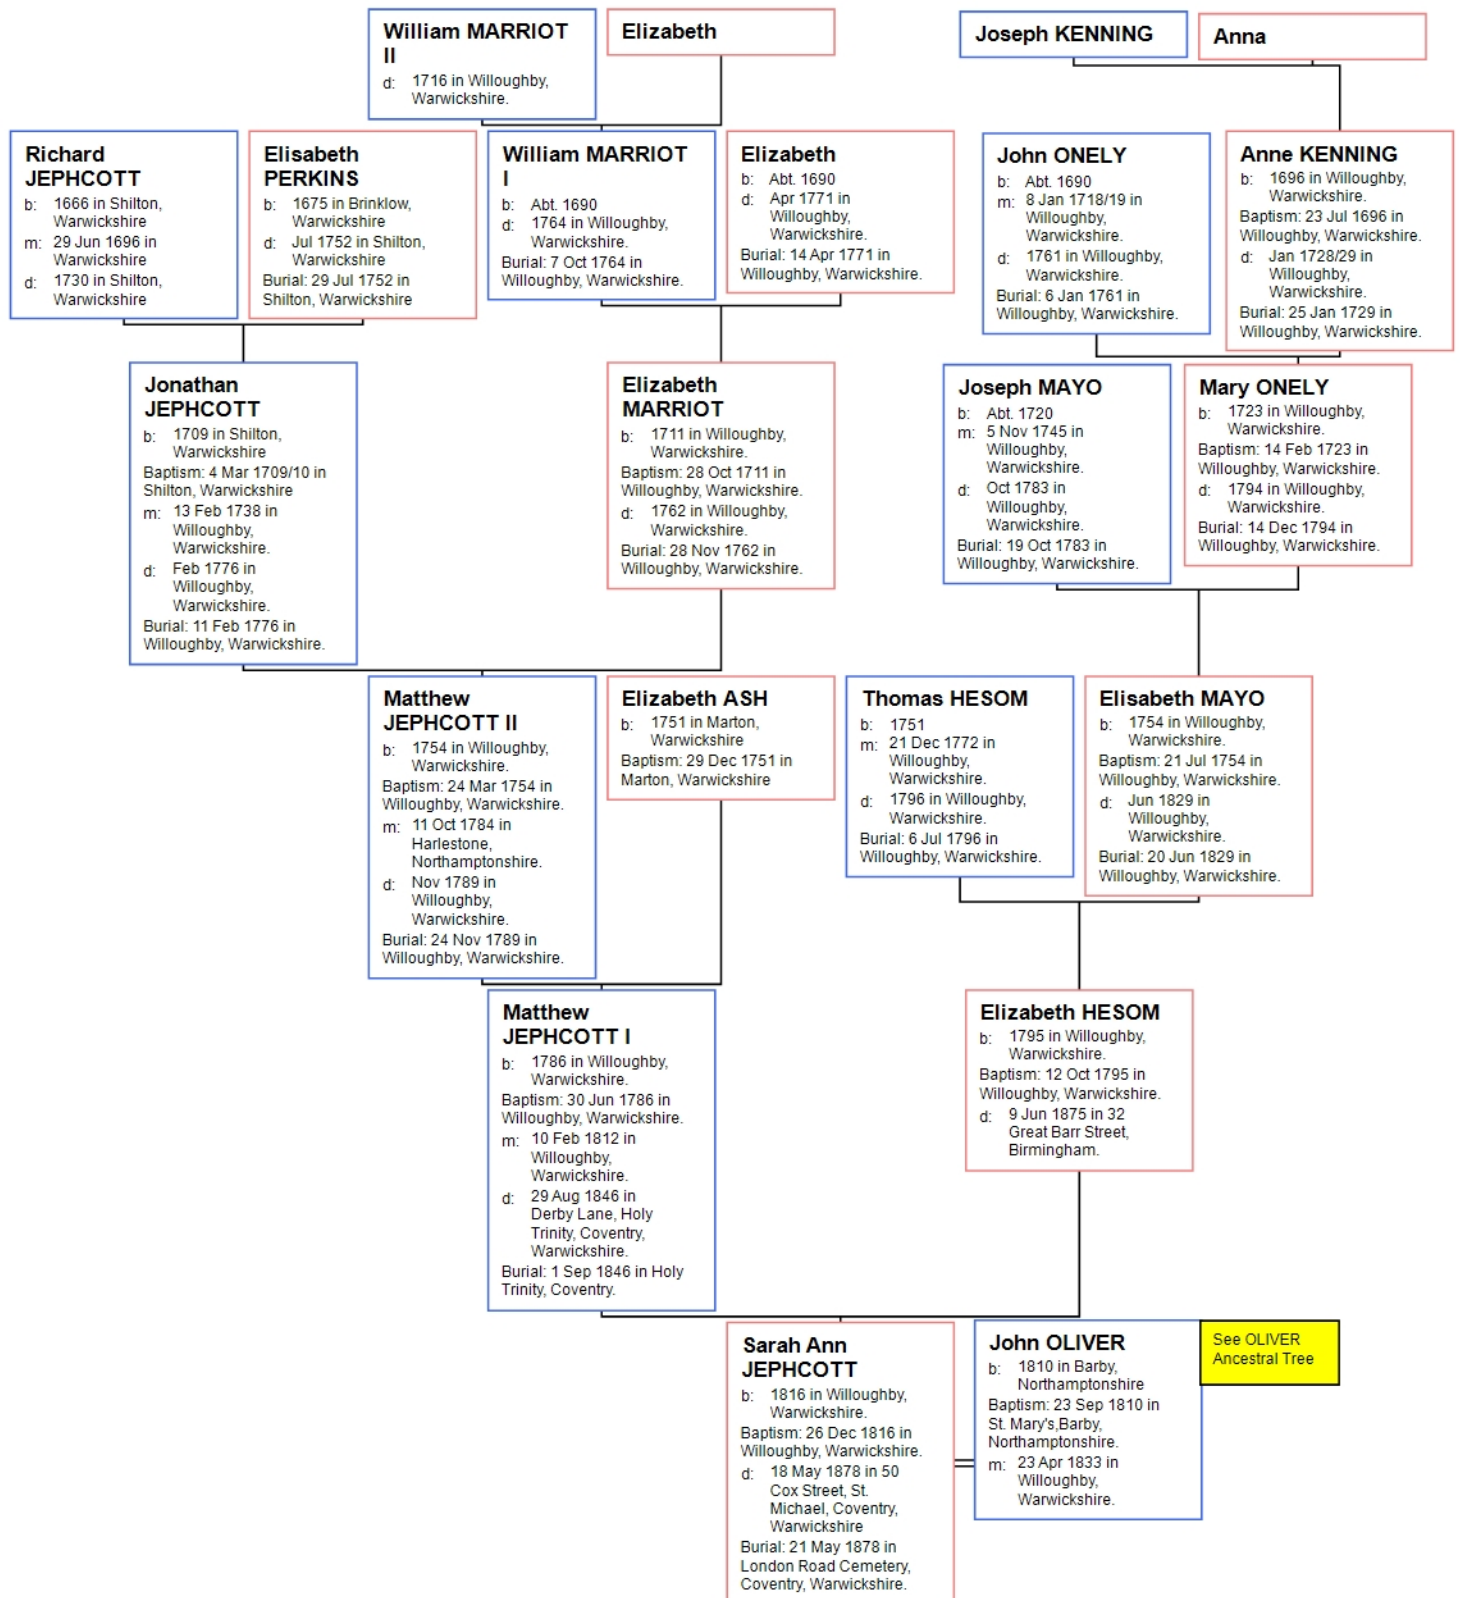 William MARRIOT
II
d: 1716 in Willoughby,
Warwickshire.
Elizabeth
Joseph KENNING
Anna
Richard
JEPHCOTT
b: 1666 in Shilton,
Warwickshire
m: 29 Jun 1696 in
Warwickshire
d: 1730 in Shilton,
Warwickshire
Elisabeth
PERKINS
b: 1675 in Brinklow,
Warwickshire
d: Jul 1752 in Shilton,
Warwickshire
Burial: 29 Jul 1752 in
Shilton, Warwickshire
William MARRIOT
I
b: Abt. 1690
d: 1764 in Willoughby,
Warwickshire.
Burial: 7 Oct 1764 in
Willoughby, Warwickshire.
Elizabeth
b: Abt. 1690
d: Apr 1771 in
Willoughby,
Warwickshire.
Burial: 14 Apr 1771 in
Willoughby, Warwickshire.
John ONELY
b: Abt. 1690
m: 8 Jan 1718/19 in
Willoughby,
Warwickshire.
d: 1761 in Willoughby,
Warwickshire.
Burial: 6 Jan 1761 in
Willoughby, Warwickshire.
Anne KENNING
b: 1696 in Willoughby,
Warwickshire.
Baptism: 23 Jul 1696 in
Willoughby, Warwickshire.
d: Jan 1728/29 in
Willoughby,
Warwickshire.
Burial: 25 Jan 1729 in
Willoughby, Warwickshire.
Jonathan
JEPHCOTT
b: 1709 in Shilton,
Warwickshire
Baptism: 4 Mar 1709/10 in
Shilton, Warwickshire
m: 13 Feb 1738 in
Willoughby,
Warwickshire.
d: Feb 1776 in
Willoughby,
Warwickshire.
Burial: 11 Feb 1776 in
Willoughby, Warwickshire.
Elizabeth
MARRIOT
b: 1711 in Willoughby,
Warwickshire.
Baptism: 28 Oct 1711 in
Willoughby, Warwickshire.
d: 1762 in Willoughby,
Warwickshire.
Burial: 28 Nov 1762 in
Willoughby, Warwickshire.
Joseph MAYO
b: Abt. 1720
m: 5 Nov 1745 in
Willoughby,
Warwickshire.
d: Oct 1783 in
Willoughby,
Warwickshire.
Burial: 19 Oct 1783 in
Willoughby, Warwickshire.
Mary ONELY
b: 1723 in Willoughby,
Warwickshire.
Baptism: 14 Feb 1723 in
Willoughby, Warwickshire.
d: 1794 in Willoughby,
Warwickshire.
Burial: 14 Dec 1794 in
Willoughby, Warwickshire.
Matthew
JEPHCOTT II
b: 1754 in Willoughby,
Warwickshire.
Baptism: 24 Mar 1754 in
Willoughby, Warwickshire.
m: 11 Oct 1784 in
Harlestone,
Northamptonshire.
d: Nov 1789 in
Willoughby,
Warwickshire.
Burial: 24 Nov 1789 in
Willoughby, Warwickshire.
Elizabeth ASH
b: 1751 in Marton,
Warwickshire
Baptism: 29 Dec 1751 in
Marton, Warwickshire
Thomas HESOM
b: 1751
m: 21 Dec 1772 in
Willoughby,
Warwickshire.
d: 1796 in Willoughby,
Warwickshire.
Burial: 6 Jul 1796 in
Willoughby, Warwickshire.
Elisabeth MAYO
b: 1754 in Willoughby,
Warwickshire.
Baptism: 21 Jul 1754 in
Willoughby, Warwickshire.
d: Jun 1829 in
Willoughby,
Warwickshire.
Burial: 20 Jun 1829 in
Willoughby, Warwickshire.
Matthew
JEPHCOTT I
b: 1786 in Willoughby,
Warwickshire.
Baptism: 30 Jun 1786 in
Willoughby, Warwickshire.
m: 10 Feb 1812 in
Willoughby,
Warwickshire.
d: 29 Aug 1846 in
Derby Lane, Holy
Trinity, Coventry,
Warwickshire.
Burial: 1 Sep 1846 in Holy
Trinity, Coventry.
Elizabeth HESOM
b: 1795 in Willoughby,
Warwickshire.
Baptism: 12 Oct 1795 in
Willoughby, Warwickshire.
d: 9 Jun 1875 in 32
Great Barr Street,
Birmingham.
Sarah Ann
JEPHCOTT
b: 1816 in Willoughby,
Warwickshire.
Baptism: 26 Dec 1816 in
Willoughby, Warwickshire.
d: 18 May 1878 in 50
Cox Street, St.
Michael, Coventry,
Warwickshire
Burial: 21 May 1878 in
London Road Cemetery,
Coventry, Warwickshire.
John OLIVER
b: 1810 in Barby,
Northamptonshire
Baptism: 23 Sep 1810 in
St. Mary's,Barby,
Northamptonshire.
m: 23 Apr 1833 in
Willoughby,
Warwickshire.
See OLIVER
Ancestral Tree